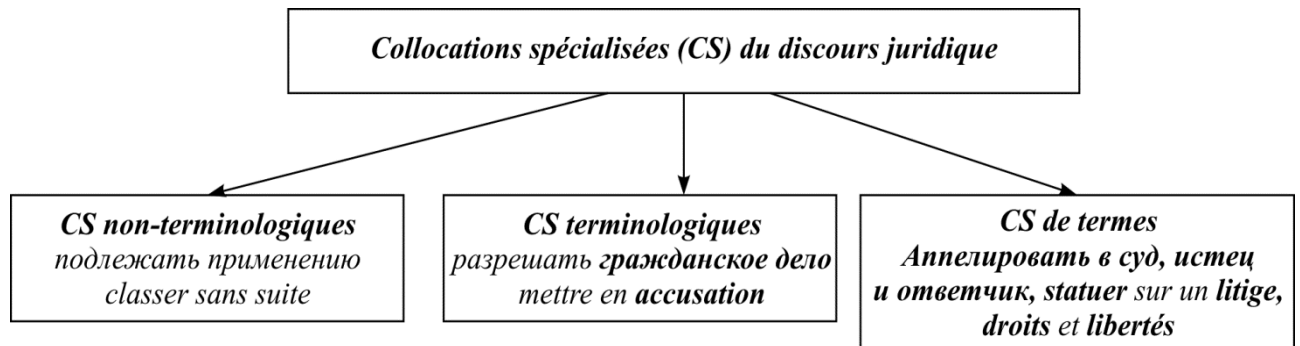 Collocations spécialisées (CS) du discours juridique
CS non-terminologiques
подлежать применению
classer sans suite
CS terminologiques
разрешать гражданское дело
mettre en accusation
CS de termes
Аппелировать в суд, истец
и ответчик, statuer sur un litige,
droits et libertés